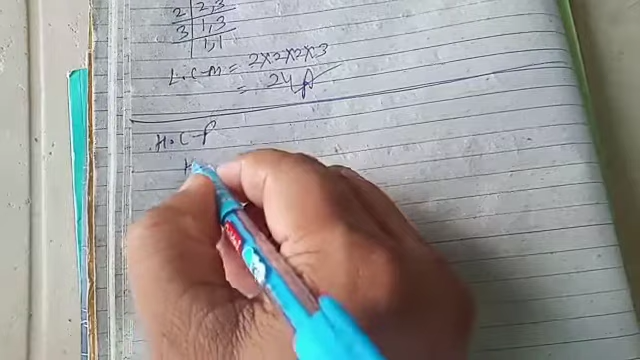 2 | 2, 3
3 | 1, 3
1, 1
L.C-M = 2×2×2×3
= 24
H.C-F
H